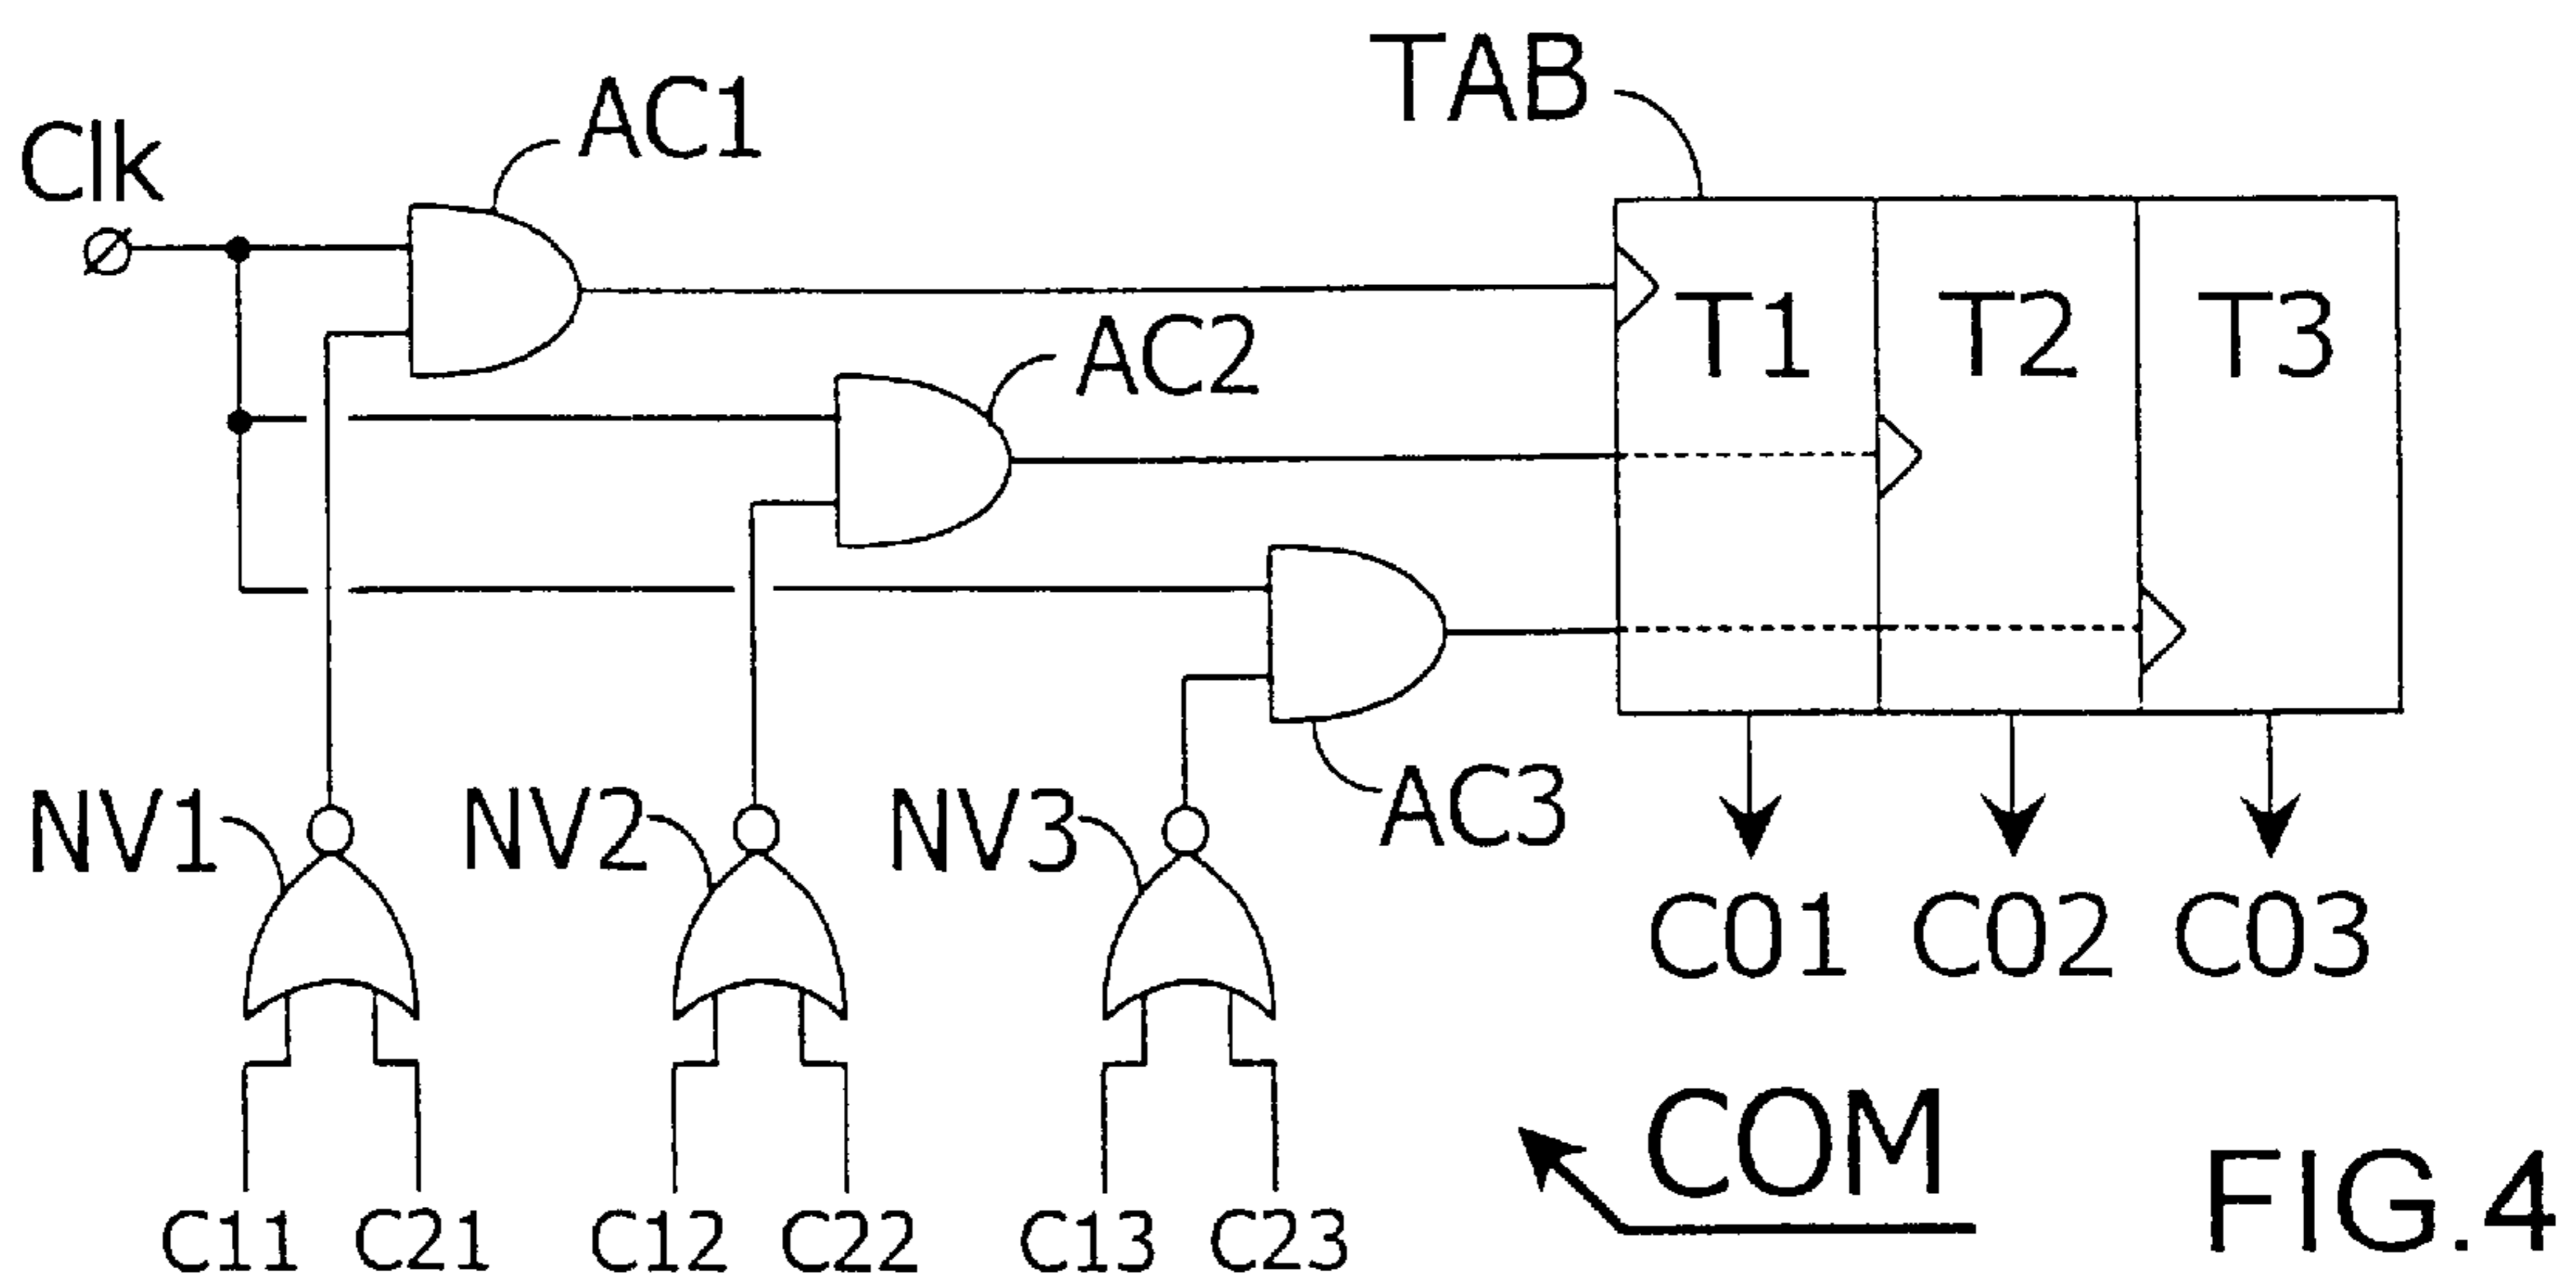 TAB
AC1
Clk
AC2
T1 T2 T3
AC3
NV1 NV2 NV3
C01 C02 C03
COM
FIG.4
C11 C21 C12 C22 C13 C23